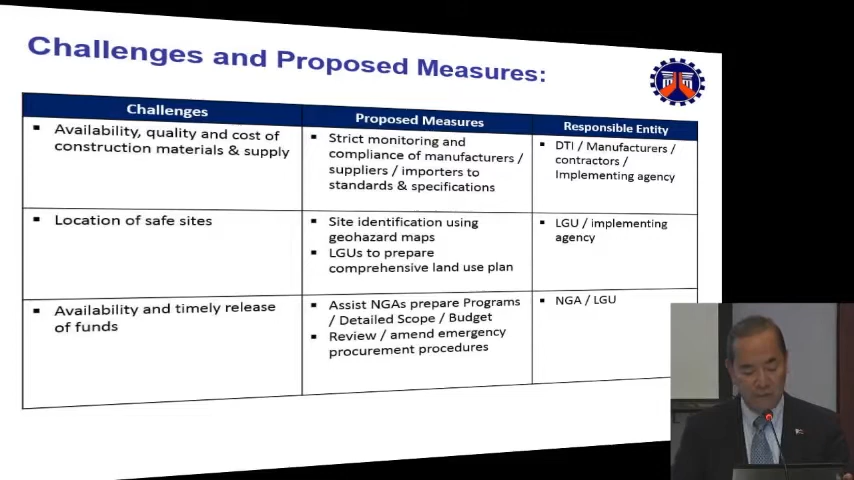 Challenges and Proposed Measures:
Challenges
Proposed Measures
Responsible Entity
▪ Availability, quality and cost of
construction materials & supply
▪ Strict monitoring and
compliance of manufacturers /
suppliers / importers to
standards & specifications
▪ DTI / Manufacturers /
contractors /
Implementing agency
▪ Location of safe sites
▪ Site identification using
geohazard maps
▪ LGUs to prepare
comprehensive land use plan
▪ LGU / implementing
agency
▪ Availability and timely release
of funds
▪ Assist NGAs prepare Programs
/ Detailed Scope / Budget
▪ Review / amend emergency
procurement procedures
▪ NGA / LGU